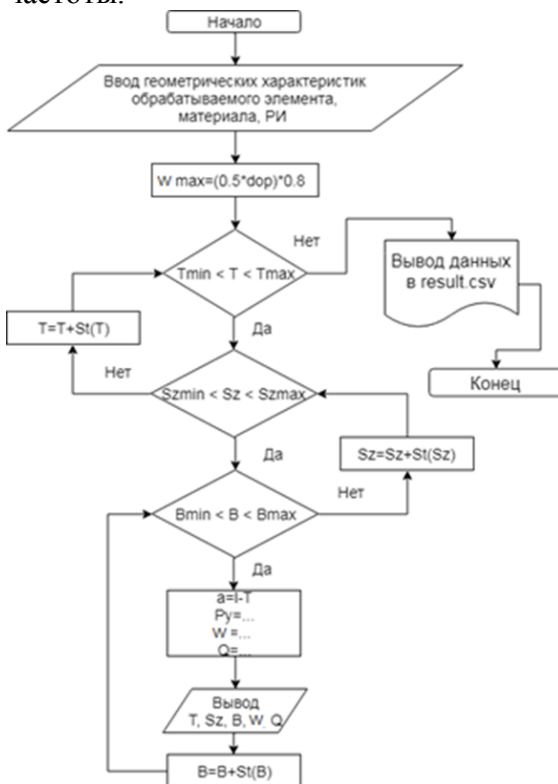 частоты.
Начало
Ввод геометрических характеристик
обрабатываемого элемента,
материала, РИ
W max=(0.5*dop)*0.8
Нет
Tmin < T < Tmax
Вывод данных
в result.csv
T=T+St(T)
Да
Нет
Szmin < Sz < Szmax
Конец
Да
Sz=Sz+St(Sz)
Нет
Bmin < B < Bmax
Да
a=l-T
Py=...
W =...
Q=...
Вывод
T, Sz, B, W, Q
B=B+St(B)